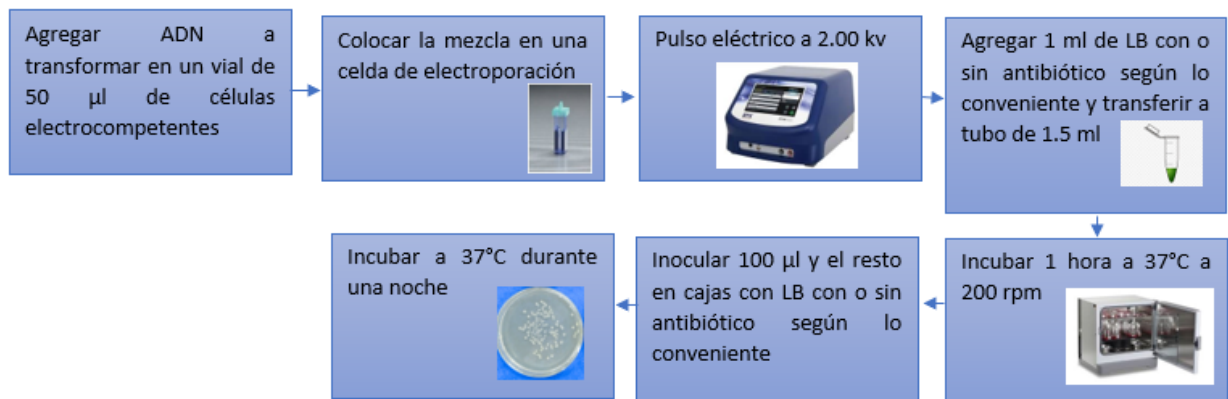 Agregar ADN a
transformar en un vial de
50 µl de células
electrocompetentes
Colocar la mezcla en una
celda de electroporación
Pulso eléctrico a 2.00 kv
Agregar 1 ml de LB con o
sin antibiótico según lo
conveniente y transferir a
tubo de 1.5 ml
Incubar 1 hora a 37°C a
200 rpm
Inocular 100 µl y el resto
en cajas con LB con o sin
antibiótico según lo
conveniente
Incubar a 37°C durante
una noche